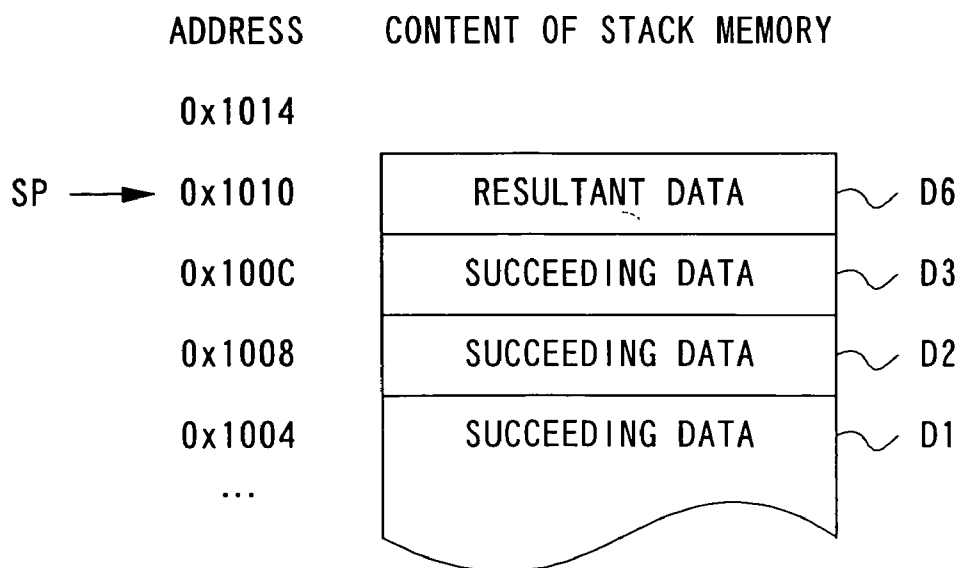 ADDRESS CONTENT OF STACK MEMORY
0x1014
SP 0x1010 RESULTANT DATA D6
0x100C SUCCEEDING DATA D3
0x1008 SUCCEEDING DATA D2
0x1004 SUCCEEDING DATA D1
...